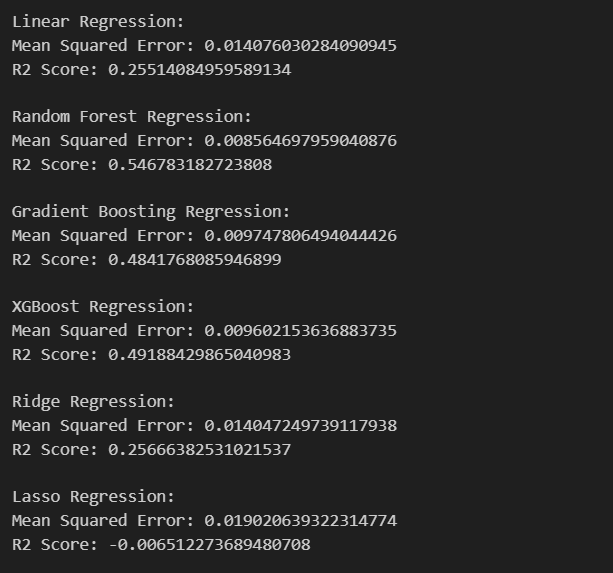 Linear Regression:
Mean Squared Error: 0.014076030284090945
R2 Score: 0.25514084959589134
Random Forest Regression:
Mean Squared Error: 0.008564697959040876
R2 Score: 0.546783182723808
Gradient Boosting Regression:
Mean Squared Error: 0.009747806494044426
R2 Score: 0.4841768085946899
XGBoost Regression:
Mean Squared Error: 0.009602153636883735
R2 Score: 0.49188429865040983
Ridge Regression:
Mean Squared Error: 0.014047249739117938
R2 Score: 0.25666382531021537
Lasso Regression:
Mean Squared Error: 0.019020639322314774
R2 Score: -0.006512273689480708